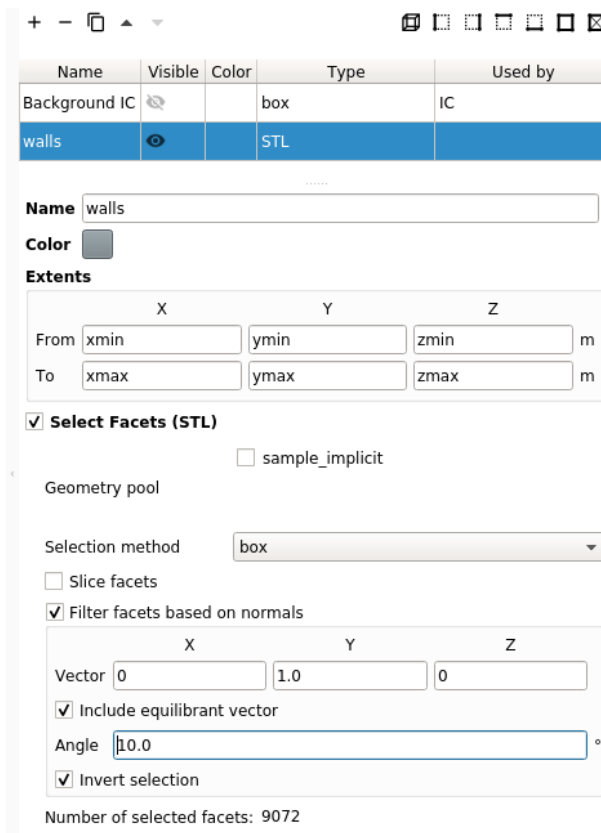 Name Visible Color Type Used by
Background IC box IC
walls STL
Name walls
Color
Extents
X Y Z
From xmin ymin zmin m
To xmax ymax zmax m
Select Facets (STL)
sample_implicit
Geometry pool
Selection method box
Slice facets
Filter facets based on normals
X Y Z
Vector 0 1.0 0
Include equilibrant vector
Angle 10.0 °
Invert selection
Number of selected facets: 9072